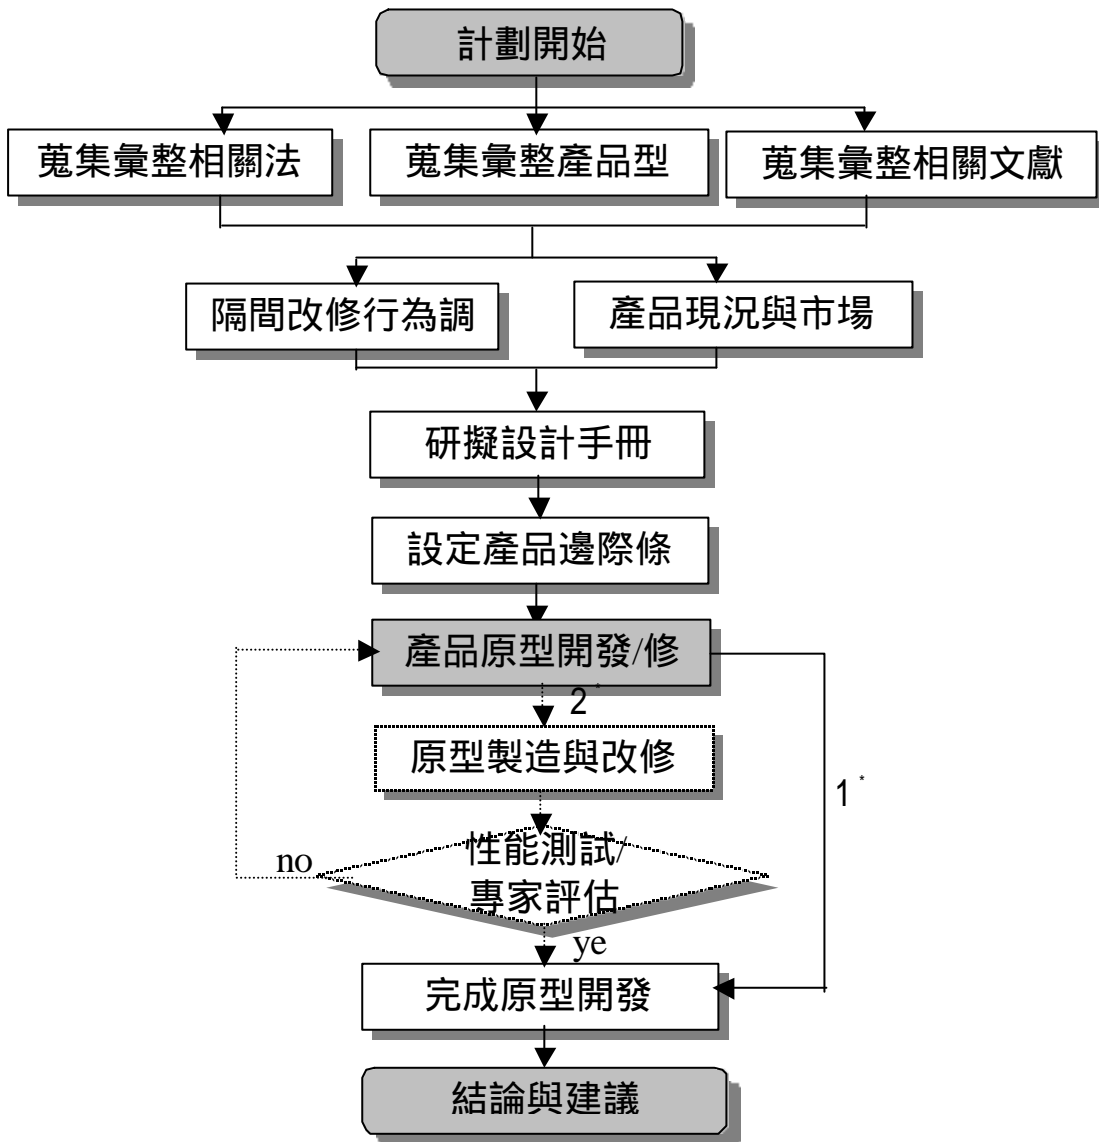 計劃開始
蒐集彙整相關法
蒐集彙整產品型
蒐集彙整相關文獻
隔間改修行為調
產品現況與市場
研擬設計手冊
設定產品邊際條
產品原型開發/修
2*
原型製造與改修
1*
性能測試/
專家評估
no
ye
完成原型開發
結論與建議